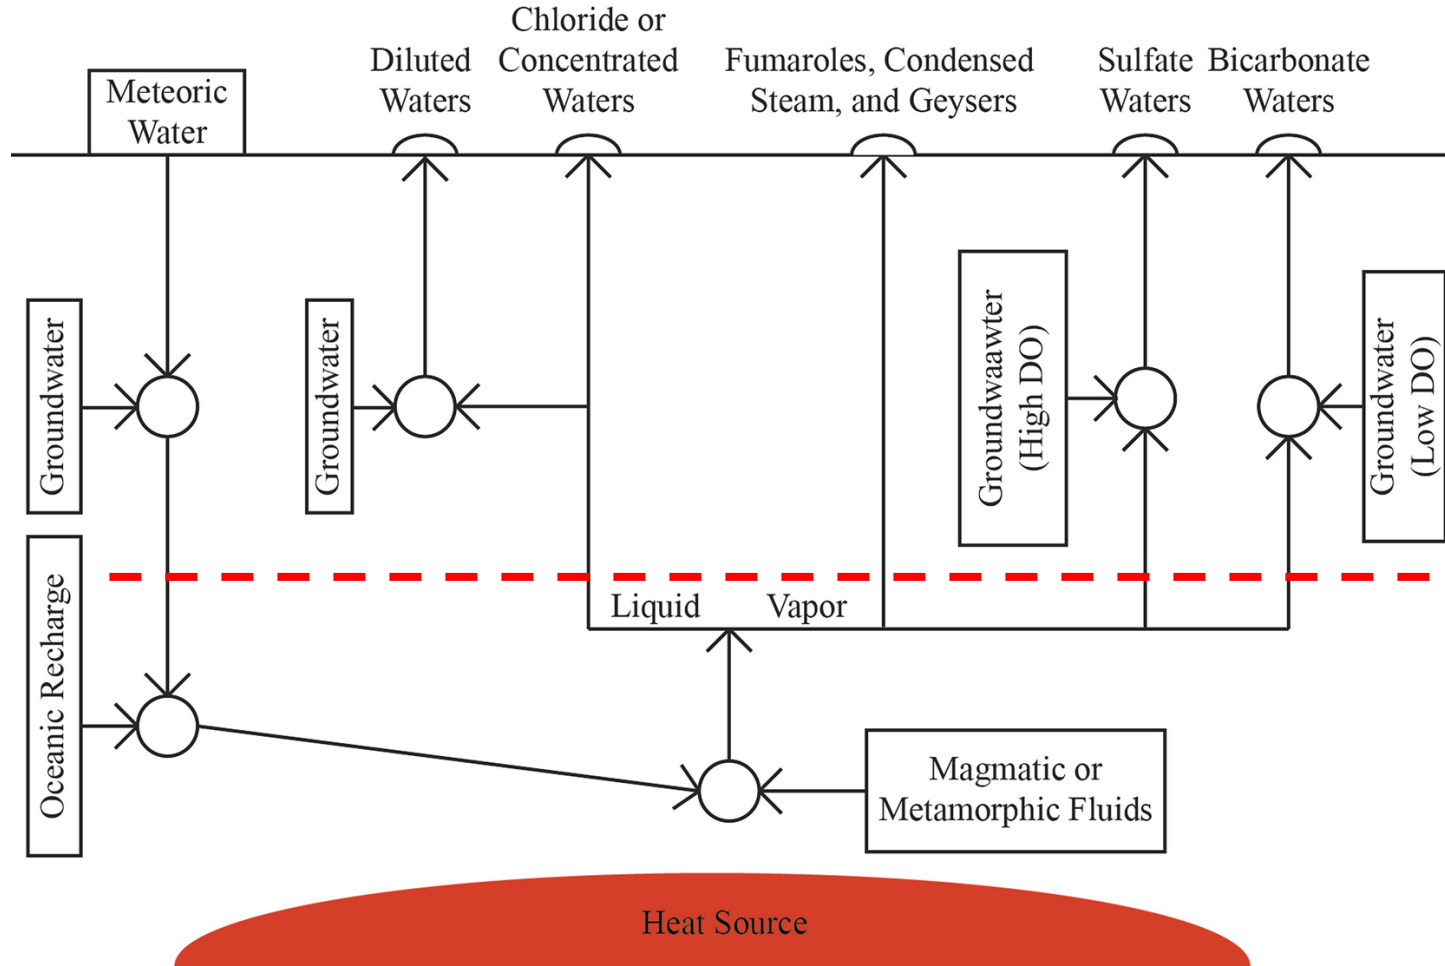 Meteoric
Water
Diluted
Waters
Chloride or
Concentrated
Waters
Fumaroles, Condensed
Steam, and Geysers
Sulfate
Waters
Bicarbonate
Waters
Groundwater
Groundwater
Groundwaawter
(High DO)
Groundwater
(Low DO)
Oceanic Recharge
Liquid
Vapor
Magmatic or
Metamorphic Fluids
Heat Source